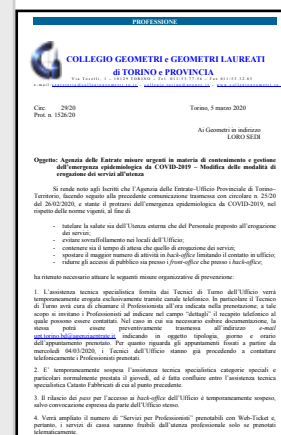 PROFESSIONE
COLLEGIO GEOMETRI e GEOMETRI LAUREATI
di TORINO e PROVINCIA
Circ. 29/20 Torino, 5 marzo 2020
Prot. n. 1526/20
Ai Geometri in indirizzo
LORO SEDI
Oggetto: Agenzia delle Entrate misure urgenti in materia di contenimento e gestione
dell'emergenza epidemiologica da COVID-2019 – Modifica delle modalità di
erogazione dei servizi all'utenza
Si rende noto agli Iscritti che l'Agenzia delle Entrate-Ufficio Provinciale di Torino–
Territorio, facendo seguito alla precedente comunicazione trasmessa con circolare n. 25/20
del 26/02/2020, e stante il protrarsi dell'emergenza epidemiologica da COVID-2019, nel
rispetto delle norme vigenti, al fine di
- tutelare la salute sia dell'Utenza esterna che del Personale preposto all'erogazione
dei servizi;
- evitare sovraffollamento nei locali dell'Ufficio;
- contenere sia il tempo di attesa che quello di erogazione dei servizi;
- spostare il maggior numero di attività in back-office limitando il contatto in ufficio;
- ridurre gli accessi di pubblico sia presso i front-office che presso i back-office;
ha ritenuto necessario attuare le seguenti misure organizzative di prevenzione:
1. L'assistenza tecnica specialistica fornita dai Tecnici di Turno dell'Ufficio verrà
temporaneamente erogata esclusivamente tramite canale telefonico. In particolare il Tecnico
di Turno avrà cura di chiamare il Professionista all'ora indicata nella prenotazione; a tale
scopo si invitano i Professionisti ad indicare nel campo "dettagli" il recapito telefonico al
quale possono essere contattati. Nel caso in cui sia necessario esibire documentazione, la
stessa potrà essere preventivamente trasmessa all'indirizzo e-mail
indicando in oggetto tipologia, giorno e orario
dell'appuntamento prenotato. Per quanto riguarda gli appuntamenti fissati a partire da
mercoledì 04/03/2020, i Tecnici dell'Ufficio stanno già procedendo a contattare
telefonicamente i Professionisti prenotati.
2. E' temporaneamente sospesa l'assistenza tecnica specialistica categorie speciali e
particolari normalmente prestata il giovedì, ed è fatta confluire entro l'assistenza tecnica
specialistica Catasto Fabbricati di cui al punto precedente.
3. Il rilascio dei pass per l'accesso ai back-office dell'Ufficio è temporaneamente sospeso,
salvo convocazione espressa da parte dell'Ufficio stesso.
4. Verrà ampliato il numero di "Servizi per Professionisti" prenotabili con Web-Ticket e,
pertanto, i servizi di cassa saranno fruibili dall'utenza professionale solo se prenotati
telematicamente.